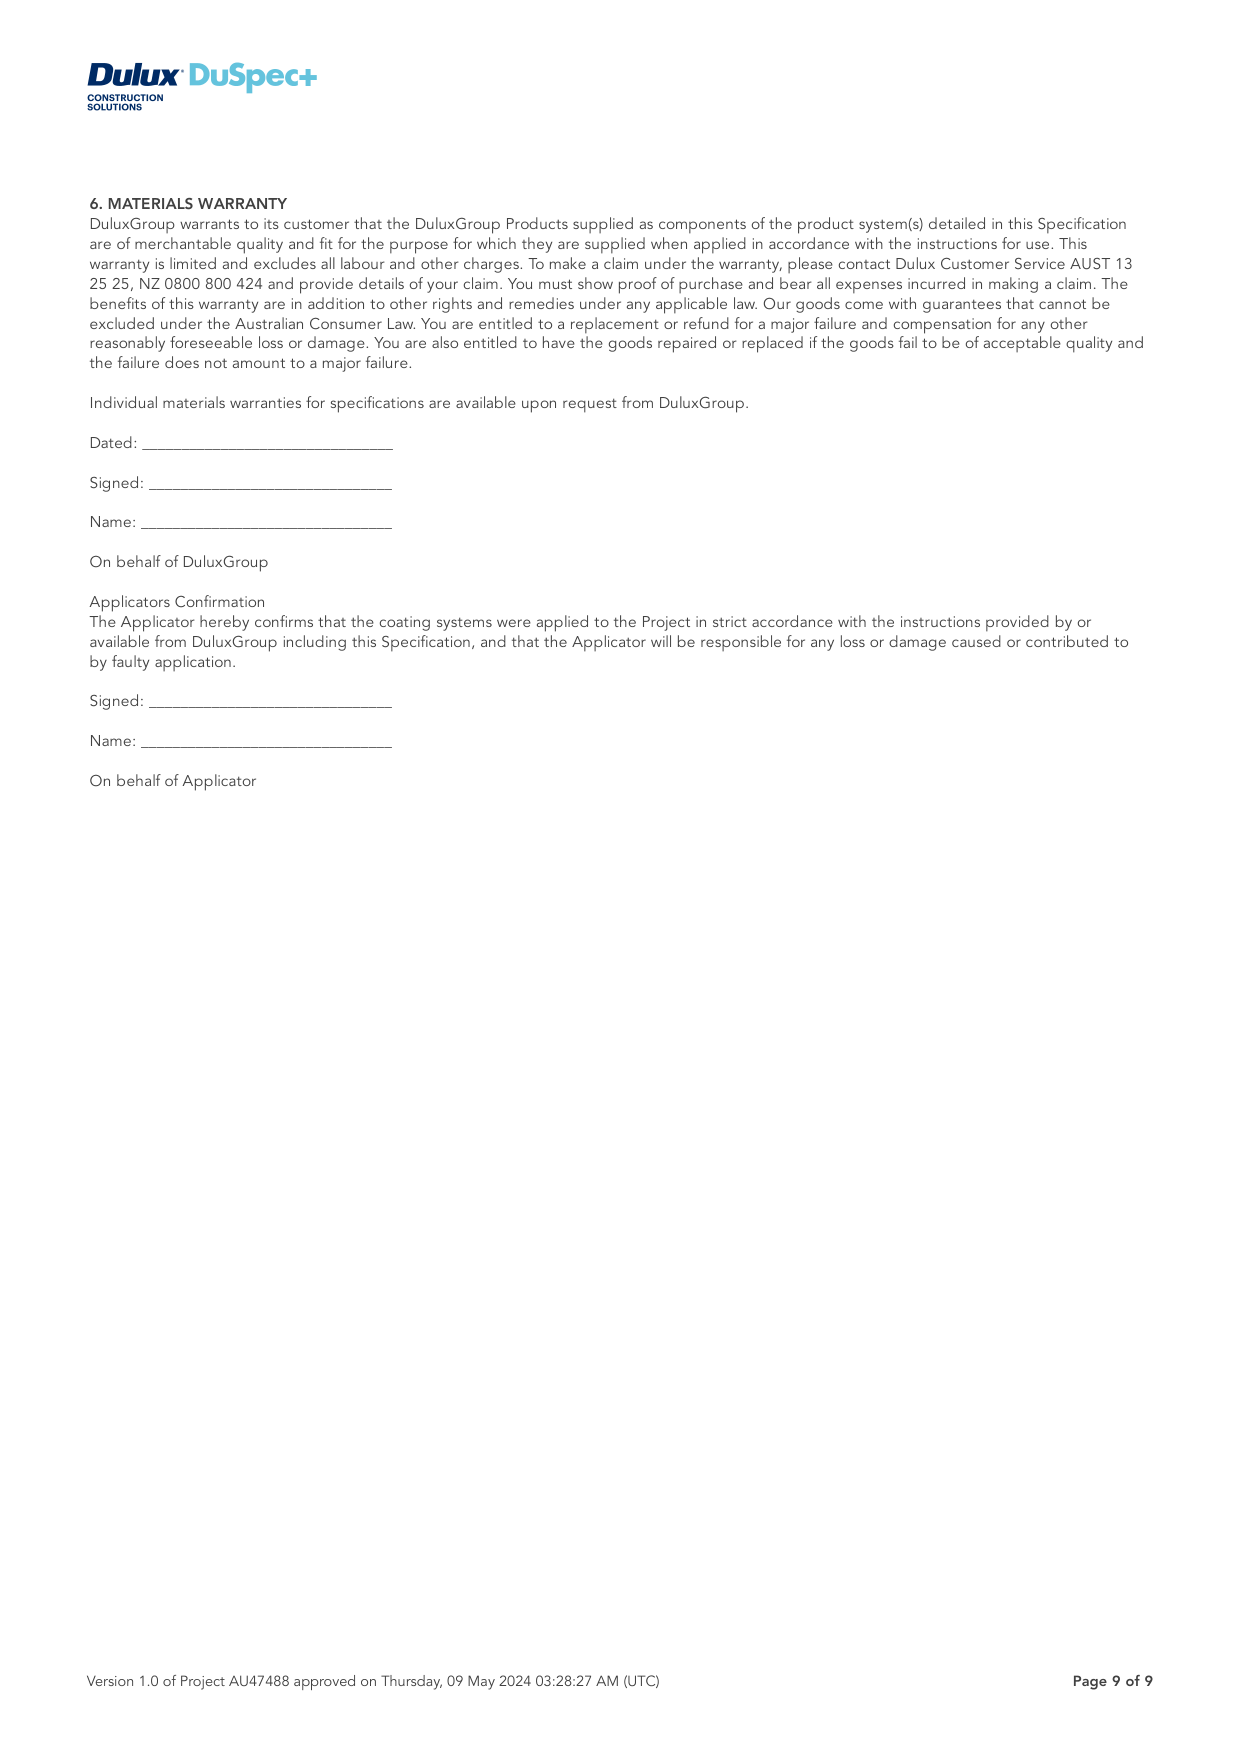 Dulux® DuSpec+
CONSTRUCTION
SOLUTIONS
6. MATERIALS WARRANTY
DuluxGroup warrants to its customer that the DuluxGroup Products supplied as components of the product system(s) detailed in this Specification
are of merchantable quality and fit for the purpose for which they are supplied when applied in accordance with the instructions for use. This
warranty is limited and excludes all labour and other charges. To make a claim under the warranty, please contact Dulux Customer Service AUST 13
25 25, NZ 0800 800 424 and provide details of your claim. You must show proof of purchase and bear all expenses incurred in making a claim. The
benefits of this warranty are in addition to other rights and remedies under any applicable law. Our goods come with guarantees that cannot be
excluded under the Australian Consumer Law. You are entitled to a replacement or refund for a major failure and compensation for any other
reasonably foreseeable loss or damage. You are also entitled to have the goods repaired or replaced if the goods fail to be of acceptable quality and
the failure does not amount to a major failure.
Individual materials warranties for specifications are available upon request from DuluxGroup.
Dated: _______________________________
Signed: ______________________________
Name: _______________________________
On behalf of DuluxGroup
Applicators Confirmation
The Applicator hereby confirms that the coating systems were applied to the Project in strict accordance with the instructions provided by or
available from DuluxGroup including this Specification, and that the Applicator will be responsible for any loss or damage caused or contributed to
by faulty application.
Signed: ______________________________
Name: _______________________________
On behalf of Applicator
Version 1.0 of Project AU47488 approved on Thursday, 09 May 2024 03:28:27 AM (UTC)
Page 9 of 9